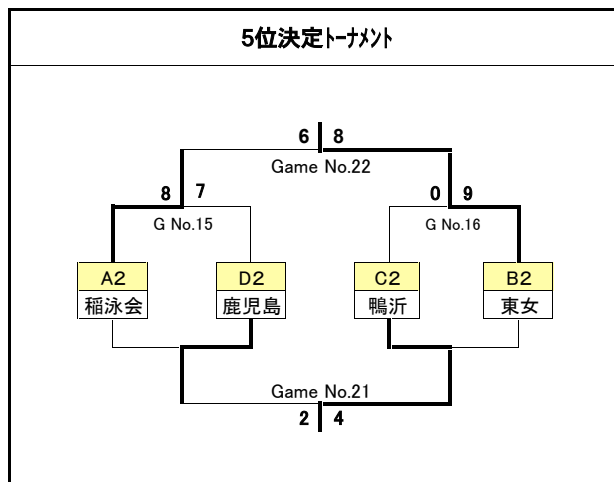 5位決定トーナメント
6 8
Game No.22
8 7 0 9
G No.15 G No.16
A2 D2 C2 B2
稲泳会 鹿児島 鴨沂 東女
Game No.21
2 4